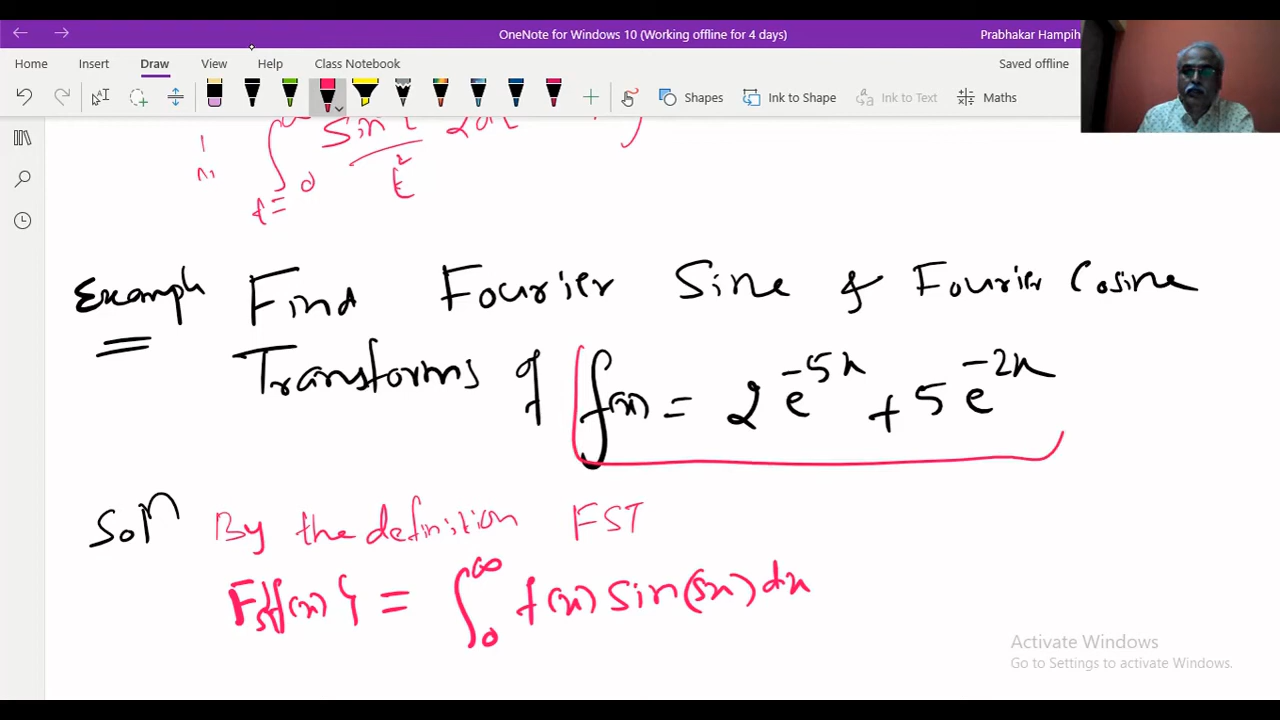 OneNote for Windows 10 (Working offline for 4 days)
Prabhakar Hampih
Home Insert Draw View Help Class Notebook Saved offline
Shapes Ink to Shape Ink to Text Maths
Example Find Fourier Sine & Fourier Cosine
Transforms of f(x) = 2 e^{-5x} + 5 e^{-2x}
Soln By the definition FST
F_s{f(x)} = ∫_0^∞ f(x) sin(sx) dx
Activate Windows
Go to Settings to activate Windows.